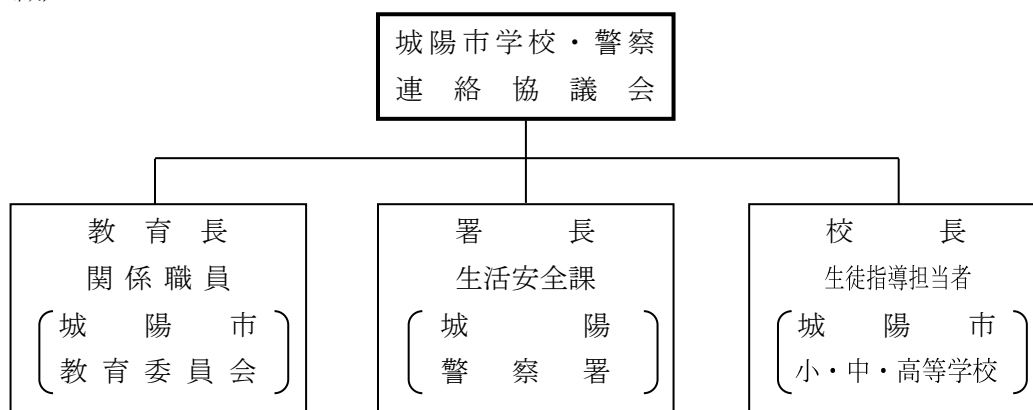 城陽市学校・警察
連絡協議会
教育長
関係職員
城陽市
教育委員会
署長
生活安全課
城陽
警察署
校長
生徒指導担当者
城陽市
小・中・高等学校